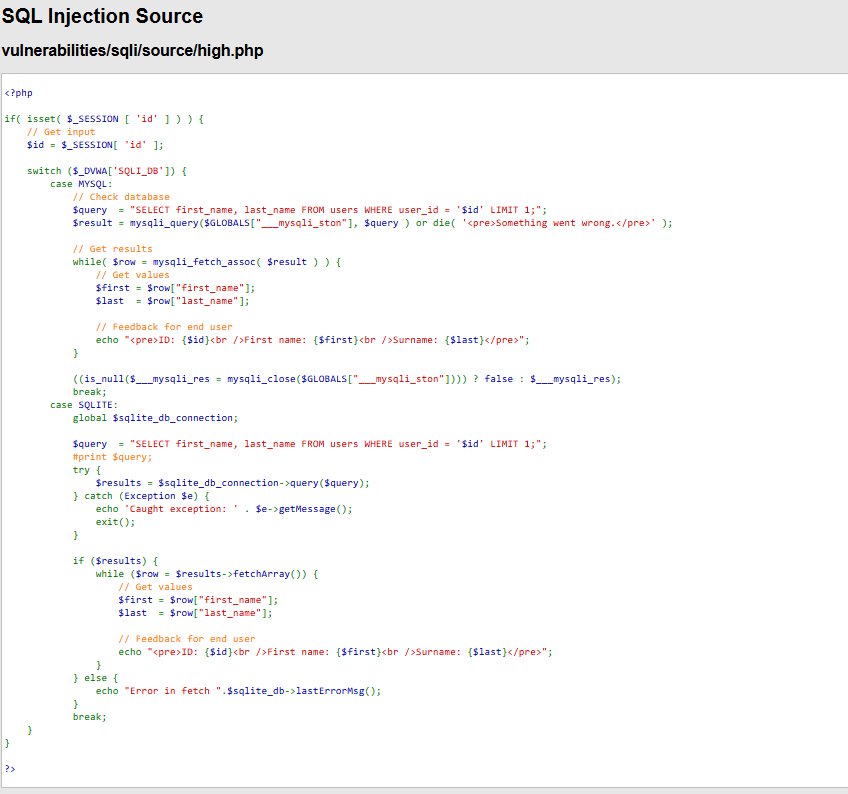 SQL Injection Source
vulnerabilities/sqli/source/high.php
<?php
if( isset( $_SESSION [ 'id' ] ) ) {
    // Get input
    $id = $_SESSION[ 'id' ];
    switch ($_DVWA['SQLI_DB']) {
        case MYSQL:
            // Check database
            $query  = "SELECT first_name, last_name FROM users WHERE user_id = '$id' LIMIT 1;";
            $result = mysqli_query($GLOBALS["___mysqli_ston"], $query ) or die( '<pre>Something went wrong.</pre>' );
            // Get results
            while( $row = mysqli_fetch_assoc( $result ) ) {
                // Get values
                $first = $row["first_name"];
                $last  = $row["last_name"];
                // Feedback for end user
                echo "<pre>ID: {$id}<br />First name: {$first}<br />Surname: {$last}</pre>";
            }
            ((is_null($___mysqli_res = mysqli_close($GLOBALS["___mysqli_ston"]))) ? false : $___mysqli_res);
            break;
        case SQLITE:
            global $sqlite_db_connection;
            $query  = "SELECT first_name, last_name FROM users WHERE user_id = '$id' LIMIT 1;";
            #print $query;
            try {
                $results = $sqlite_db_connection->query($query);
            } catch (Exception $e) {
                echo 'Caught exception: ' . $e->getMessage();
                exit();
            }
            if ($results) {
                while ($row = $results->fetchArray()) {
                    // Get values
                    $first = $row["first_name"];
                    $last  = $row["last_name"];
                    // Feedback for end user
                    echo "<pre>ID: {$id}<br />First name: {$first}<br />Surname: {$last}</pre>";
                }
            } else {
                echo "Error in fetch ".$sqlite_db->lastErrorMsg();
            }
            break;
    }
}
?>